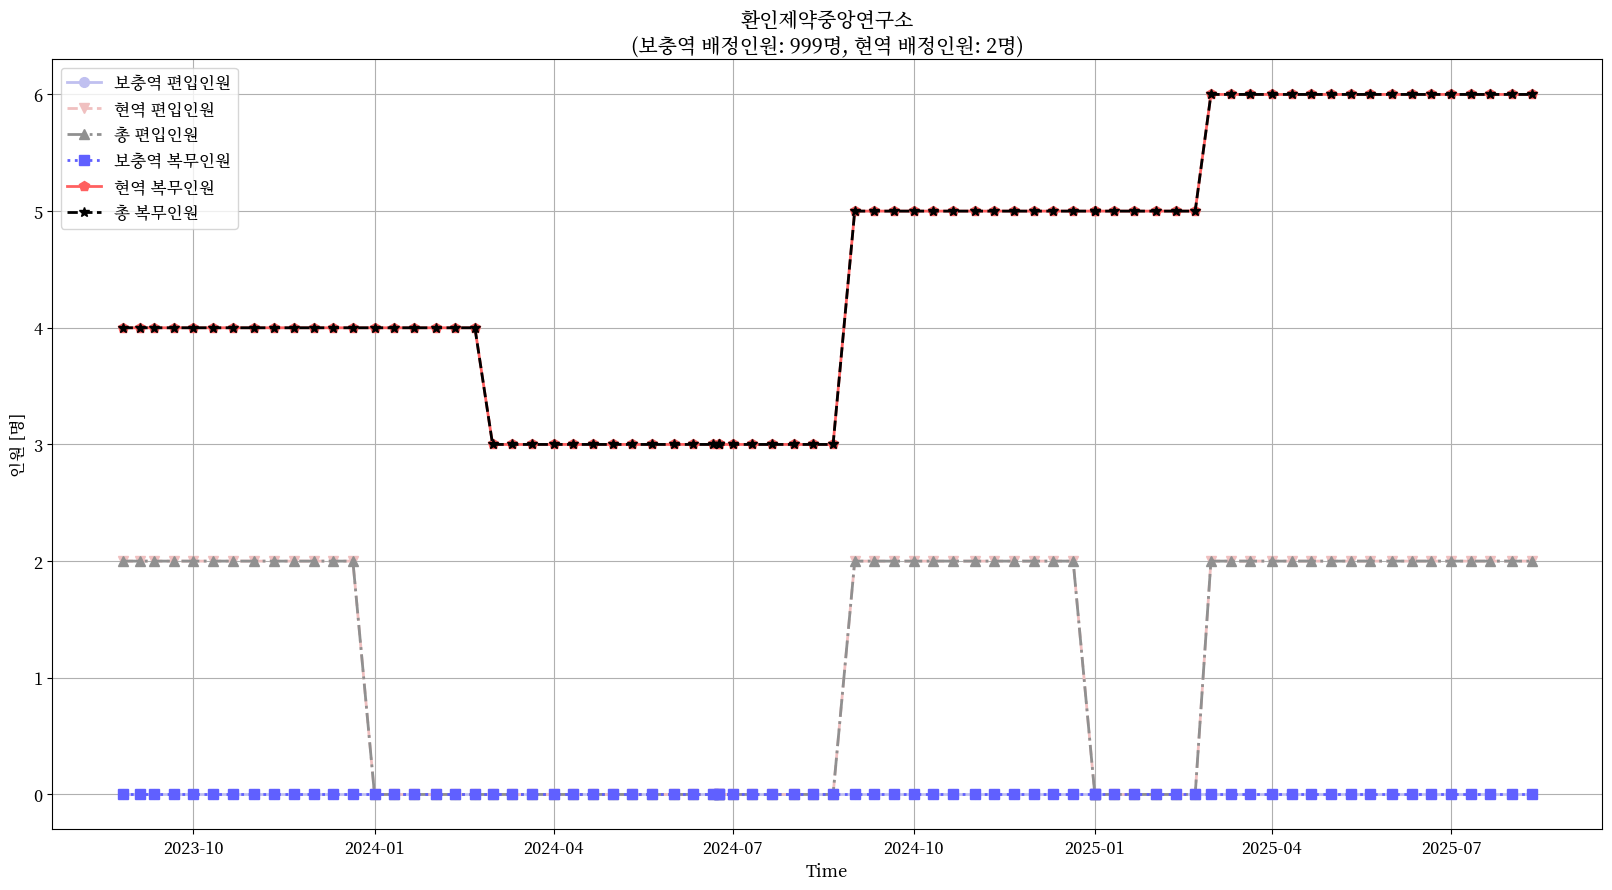 환인제약중앙연구소
(보충역 배정인원: 999명, 현역 배정인원: 2명)
보충역 편입인원
현역 편입인원
총 편입인원
보충역 복무인원
현역 복무인원
총 복무인원
인원 [명]
6
5
4
3
2
1
0
2023-10
2024-01
2024-04
2024-07
2024-10
2025-01
2025-04
2025-07
Time